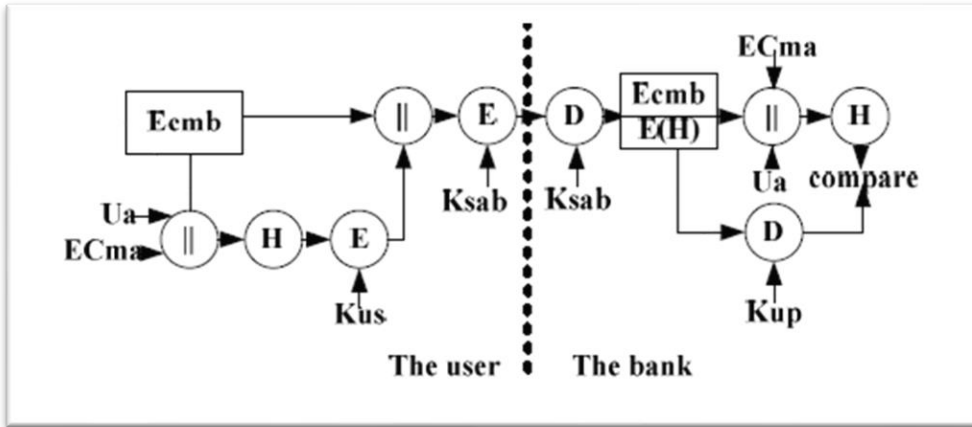 ECma
Ecmb
||
E
D
Ecmb
E(H)
||
H
Ksab
Ksab
Ua
compare
Ua
ECma
||
H
E
D
Kus
Kup
The user
The bank